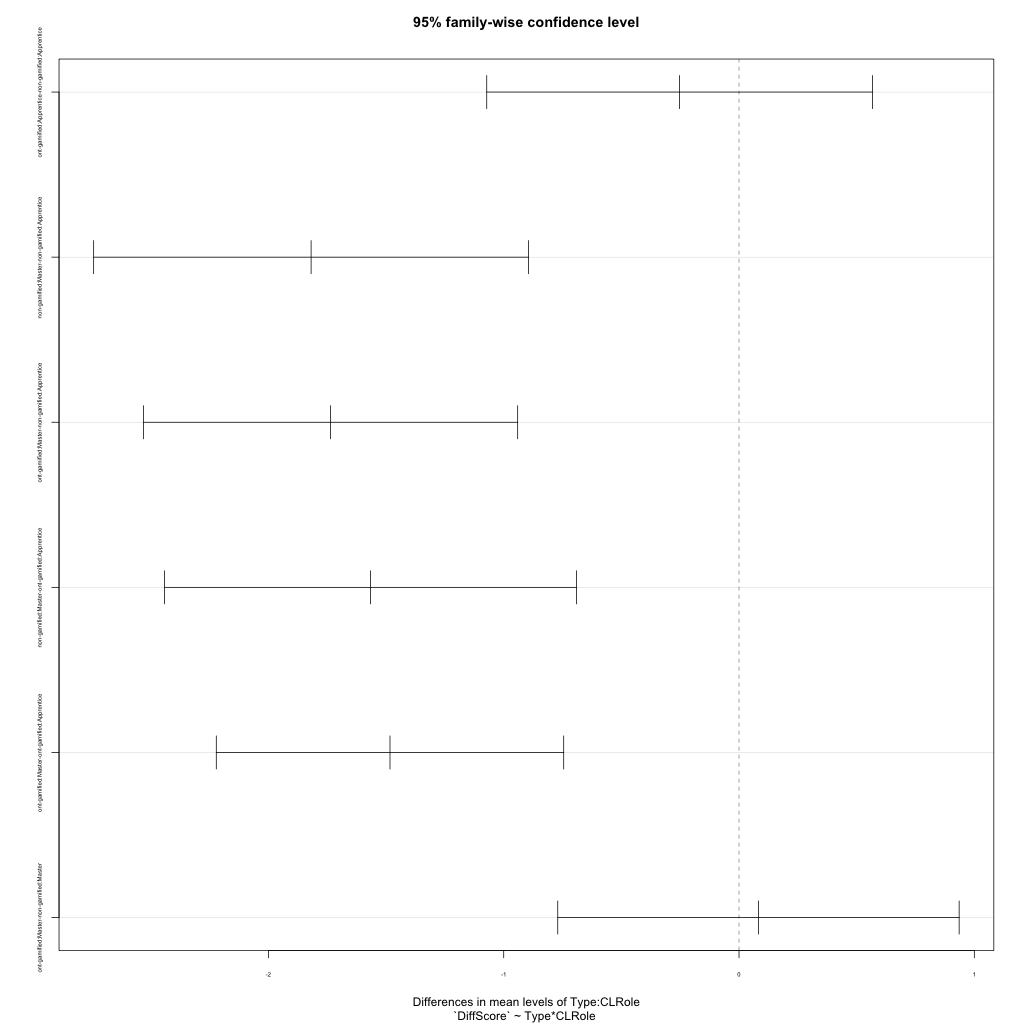 95% family-wise confidence level
ont-gamified:Apprentice-non-gamified:Apprentice
non-gamified:Master-non-gamified:Apprentice
ont-gamified:Master-non-gamified:Apprentice
non-gamified:Master-ont-gamified:Apprentice
ont-gamified:Master-ont-gamified:Apprentice
ont-gamified:Master-non-gamified:Master
-2 -1 0 1
Differences in mean levels of Type:CLRole
`DiffScore` ~ Type*CLRole